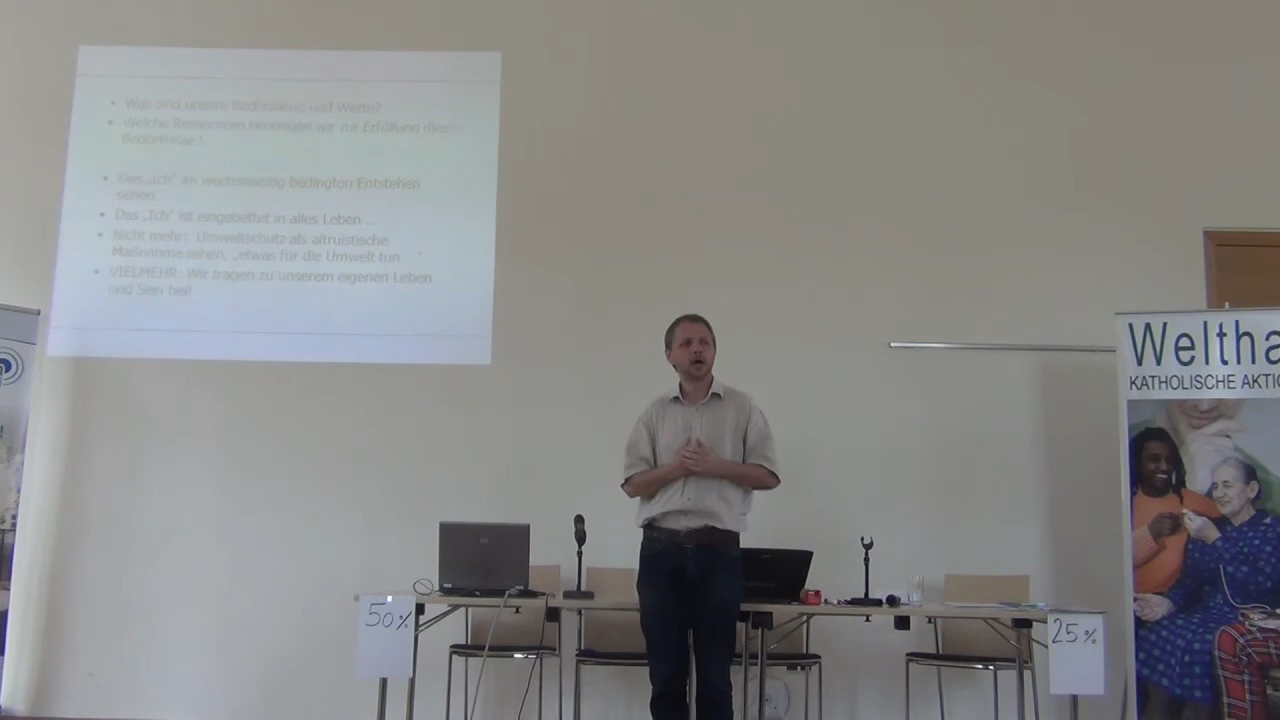 • Was sind unsere Bedürfnisse und Werte?
• Welche Ressourcen benötigen wir zur Erfüllung dieser
Bedürfnisse?
• Das „Ich“ an wechselseitig bedingten Entstehen
sehen.
• Das „Ich“ ist eingebettet in alles Leben ...
• Nicht mehr: Umweltschutz als altruistische
Maßnahme sehen, „etwas für die Umwelt tun ...“
• VIELMEHR: Wir tragen zu unserem eigenen Leben
und Sein bei!
Weltha
KATHOLISCHE AKTIO
50%
25%